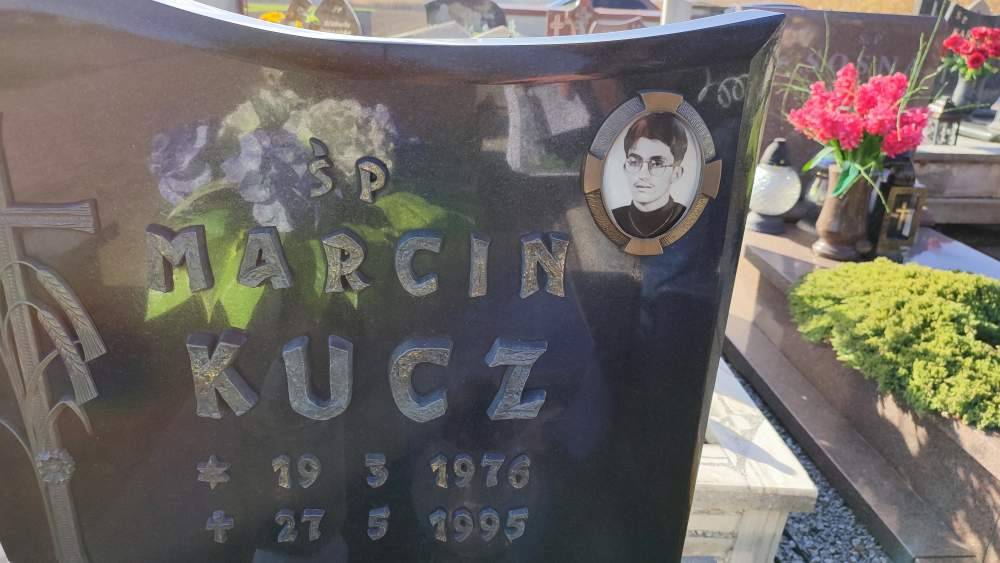 ŚP
MARCIN
KUCZ
19 3 1976
27 5 1995